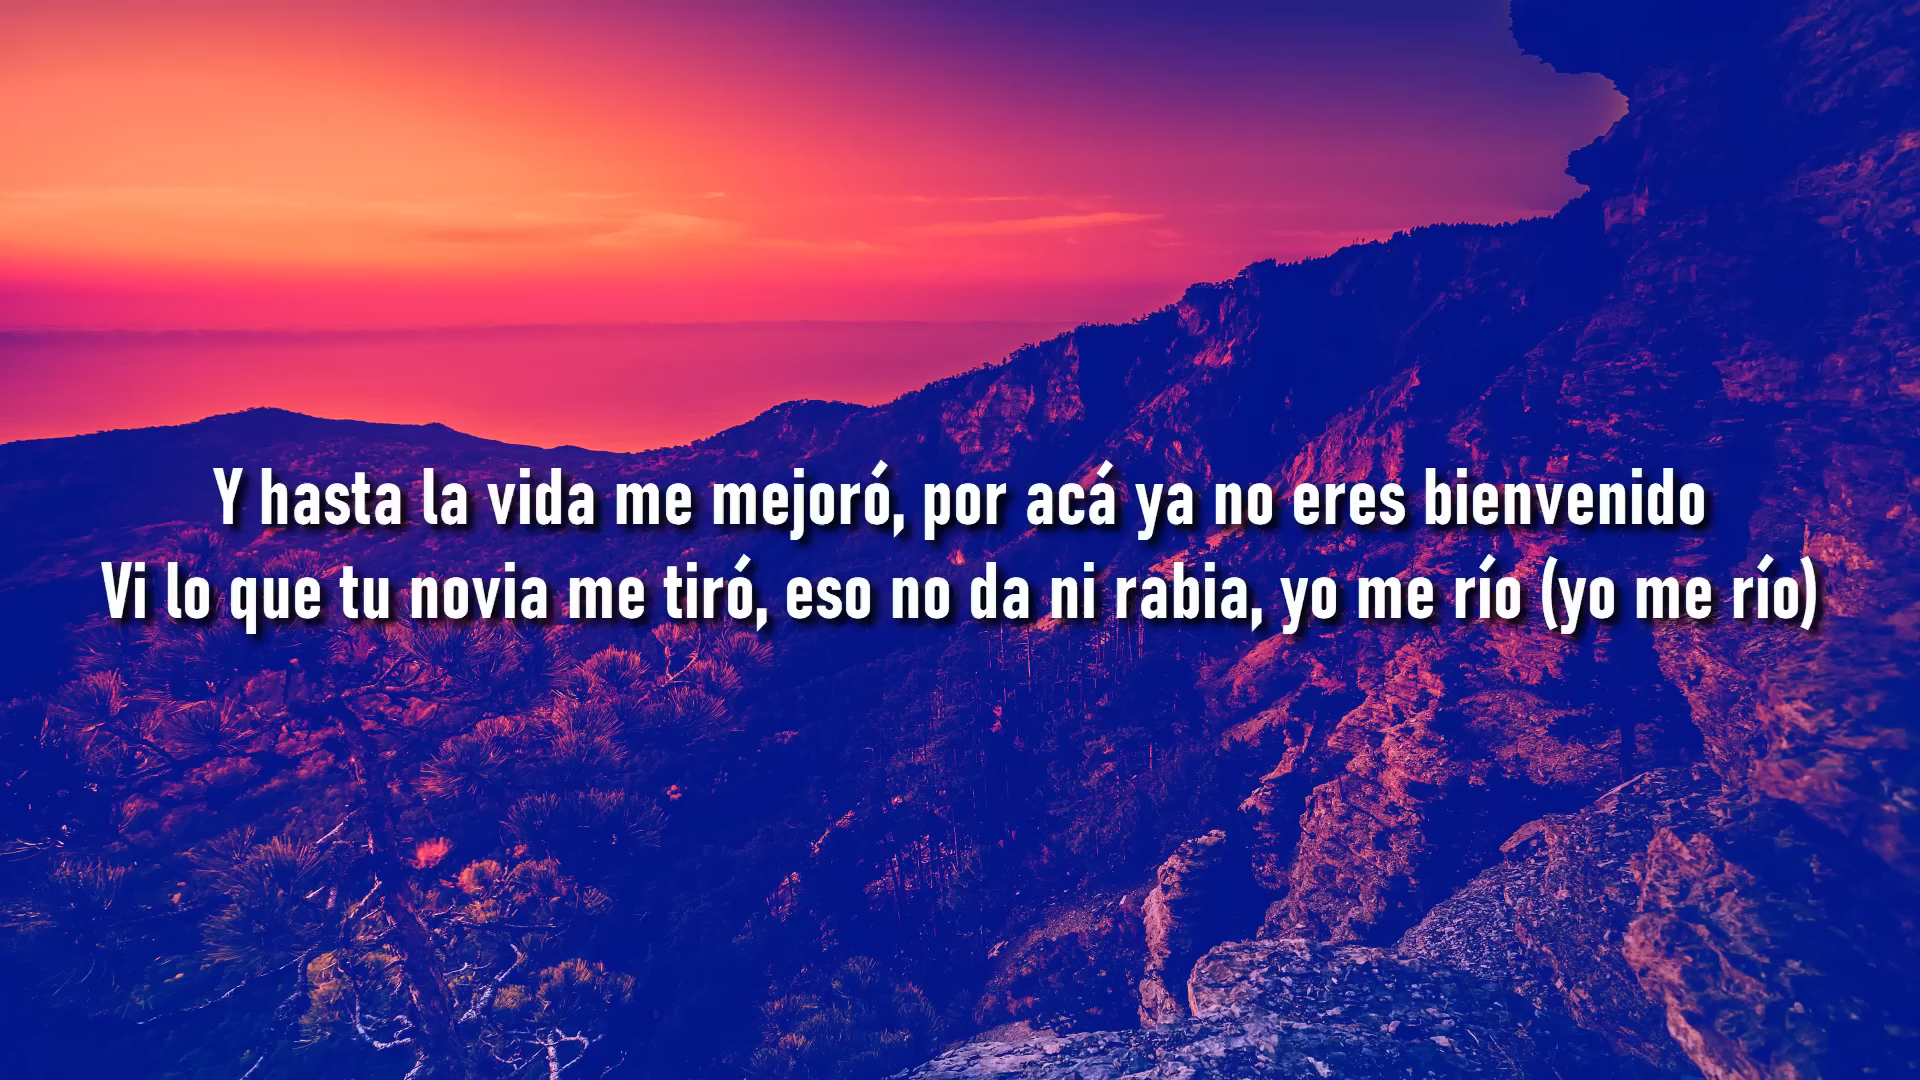 Y hasta la vida me mejoró, por acá ya no eres bienvenido
Vi lo que tu novia me tiró, eso no da ni rabia, yo me río (yo me río)